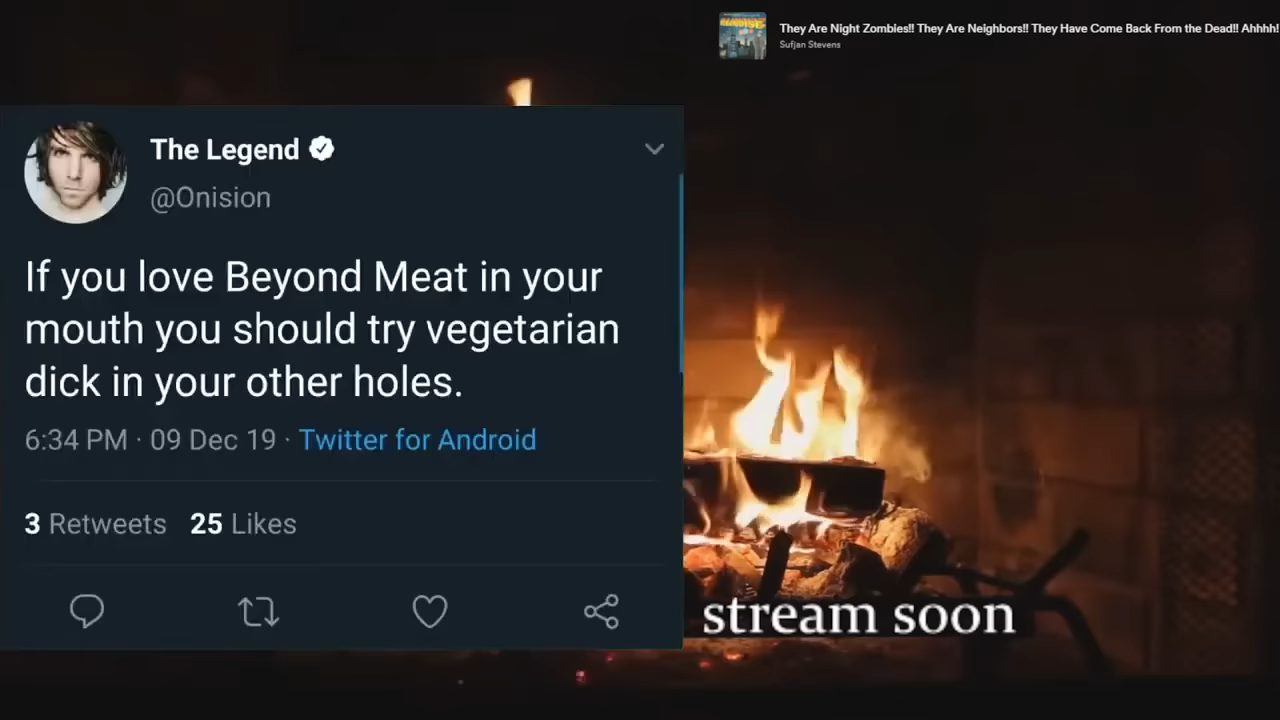 They Are Night Zombies!! They Are Neighbors!! They Have Come Back From the Dead!! Ahhhh!
Sufjan Stevens
The Legend
@Onision
If you love Beyond Meat in your
mouth you should try vegetarian
dick in your other holes.
6:34 PM · 09 Dec 19 · Twitter for Android
3 Retweets 25 Likes
stream soon